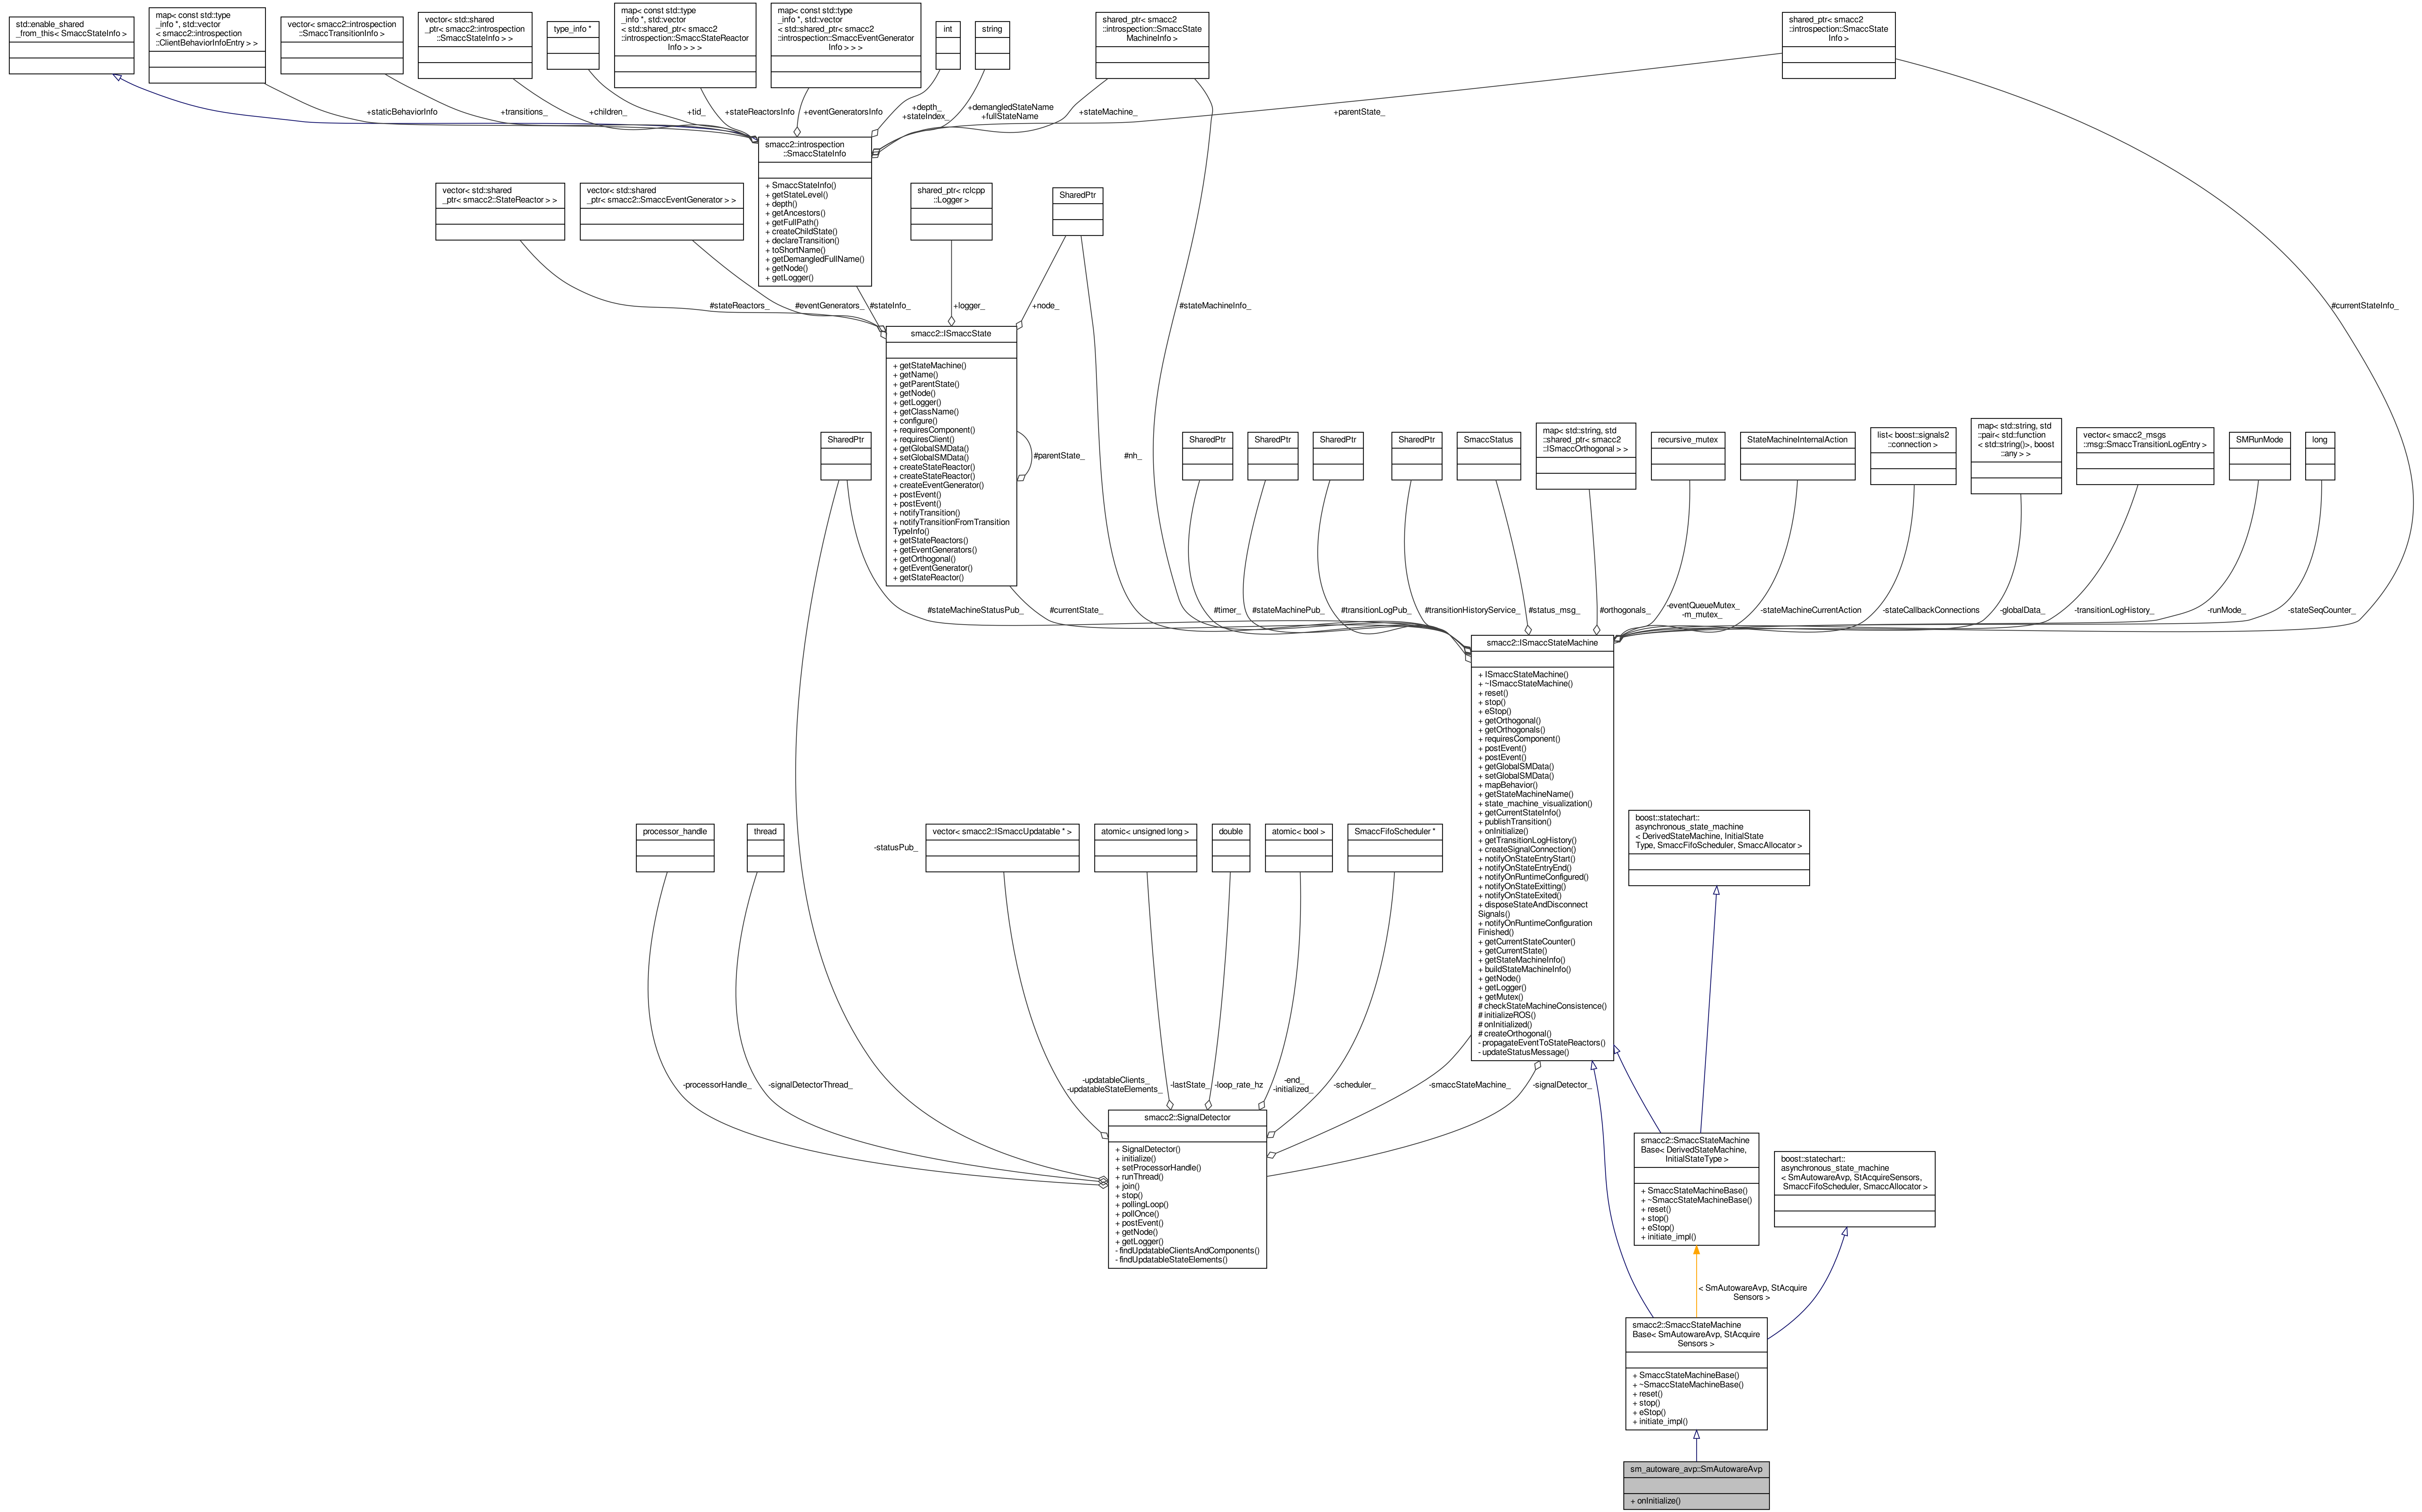 std::enable_shared
_from_this< SmaccStateInfo >
map< const std::type
_info *, std::vector
< smacc2::introspection
::ClientBehaviorInfoEntry > >
vector< smacc2::introspection
::SmaccTransitionInfo >
vector< std::shared
_ptr< smacc2::introspection
::SmaccStateInfo > >
type_info *
map< const std::type
_info *, std::vector
< std::shared_ptr< smacc2
::introspection::SmaccStateReactor
Info > > >
map< const std::type
_info *, std::vector
< std::shared_ptr< smacc2
::introspection::SmaccEventGenerator
Info > > >
int
string
shared_ptr< smacc2
::introspection::SmaccState
MachineInfo >
shared_ptr< smacc2
::introspection::SmaccState
Info >
+staticBehaviorInfo
+transitions_
+children_
+tid_
+stateReactorsInfo
+eventGeneratorsInfo
+depth_
+stateIndex_
+demangledStateName
+fullStateName
+stateMachine_
+parentState_
smacc2::introspection
::SmaccStateInfo
+ SmaccStateInfo()
+ getStateLevel()
+ depth()
+ getAncestors()
+ getFullPath()
+ createChildState()
+ declareTransition()
+ toShortName()
+ getDemangledFullName()
+ getNode()
+ getLogger()
vector< std::shared
_ptr< smacc2::StateReactor > >
vector< std::shared
_ptr< smacc2::SmaccEventGenerator > >
shared_ptr< rclcpp
::Logger >
SharedPtr
#stateReactors_
#eventGenerators_
#stateInfo_
+logger_
+node_
#stateMachineInfo_
#currentStateInfo_
smacc2::ISmaccState
+ getStateMachine()
+ getName()
+ getParentState()
+ getNode()
+ getLogger()
+ getClassName()
+ configure()
+ requiresComponent()
+ requiresClient()
+ getGlobalSMData()
+ setGlobalSMData()
+ createStateReactor()
+ createStateReactor()
+ createEventGenerator()
+ postEvent()
+ postEvent()
+ notifyTransition()
+ notifyTransitionFromTransition
TypeInfo()
+ getStateReactors()
+ getEventGenerators()
+ getOrthogonal()
+ getEventGenerator()
+ getStateReactor()
#parentState_
#nh_
SharedPtr
SharedPtr
SharedPtr
SharedPtr
SharedPtr
SmaccStatus
map< std::string, std
::shared_ptr< smacc2
::ISmaccOrthogonal > >
recursive_mutex
StateMachineInternalAction
list< boost::signals2
::connection >
map< std::string, std
::pair< std::function
< std::string()>, boost
::any > >
vector< smacc2_msgs
::msg::SmaccTransitionLogEntry >
SMRunMode
long
#stateMachineStatusPub_
#currentState_
#timer_
#stateMachinePub_
#transitionLogPub_
#transitionHistoryService_
#status_msg_
#orthogonals_
-eventQueueMutex_
-m_mutex_
-stateMachineCurrentAction
-stateCallbackConnections
-globalData_
-transitionLogHistory_
-runMode_
-stateSeqCounter_
smacc2::ISmaccStateMachine
+ ISmaccStateMachine()
+ ~ISmaccStateMachine()
+ reset()
+ stop()
+ eStop()
+ getOrthogonal()
+ getOrthogonals()
+ requiresComponent()
+ postEvent()
+ postEvent()
+ getGlobalSMData()
+ setGlobalSMData()
+ mapBehavior()
+ getStateMachineName()
+ state_machine_visualization()
+ getCurrentStateInfo()
+ publishTransition()
+ onInitialize()
+ getTransitionLogHistory()
+ createSignalConnection()
+ notifyOnStateEntryStart()
+ notifyOnStateEntryEnd()
+ notifyOnRuntimeConfigured()
+ notifyOnStateExitting()
+ notifyOnStateExited()
+ disposeStateAndDisconnect
Signals()
+ notifyOnRuntimeConfiguration
Finished()
+ getCurrentStateCounter()
+ getCurrentState()
+ getStateMachineInfo()
+ buildStateMachineInfo()
+ getNode()
+ getLogger()
+ getMutex()
# checkStateMachineConsistence()
# initializeROS()
# onInitialized()
# createOrthogonal()
- propagateEventToStateReactors()
- updateStatusMessage()
boost::statechart::
asynchronous_state_machine
< DerivedStateMachine, InitialState
Type, SmaccFifoScheduler, SmaccAllocator >
processor_handle
thread
-statusPub_
vector< smacc2::ISmaccUpdatable * >
atomic< unsigned long >
double
atomic< bool >
SmaccFifoScheduler *
-processorHandle_
-signalDetectorThread_
-updatableClients_
-updatableStateElements_
-lastState_
-loop_rate_hz
-end_
-initialized_
-scheduler_
-smaccStateMachine_
-signalDetector_
smacc2::SignalDetector
+ SignalDetector()
+ initialize()
+ setProcessorHandle()
+ runThread()
+ join()
+ stop()
+ pollingLoop()
+ pollOnce()
+ postEvent()
+ getNode()
+ getLogger()
- findUpdatableClientsAndComponents()
- findUpdatableStateElements()
smacc2::SmaccStateMachine
Base< DerivedStateMachine,
InitialStateType >
+ SmaccStateMachineBase()
+ ~SmaccStateMachineBase()
+ reset()
+ stop()
+ eStop()
+ initiate_impl()
boost::statechart::
asynchronous_state_machine
< SmAutowareAvp, StAcquireSensors,
SmaccFifoScheduler, SmaccAllocator >
< SmAutowareAvp, StAcquire
Sensors >
smacc2::SmaccStateMachine
Base< SmAutowareAvp, StAcquire
Sensors >
+ SmaccStateMachineBase()
+ ~SmaccStateMachineBase()
+ reset()
+ stop()
+ eStop()
+ initiate_impl()
sm_autoware_avp::SmAutowareAvp
+ onInitialize()